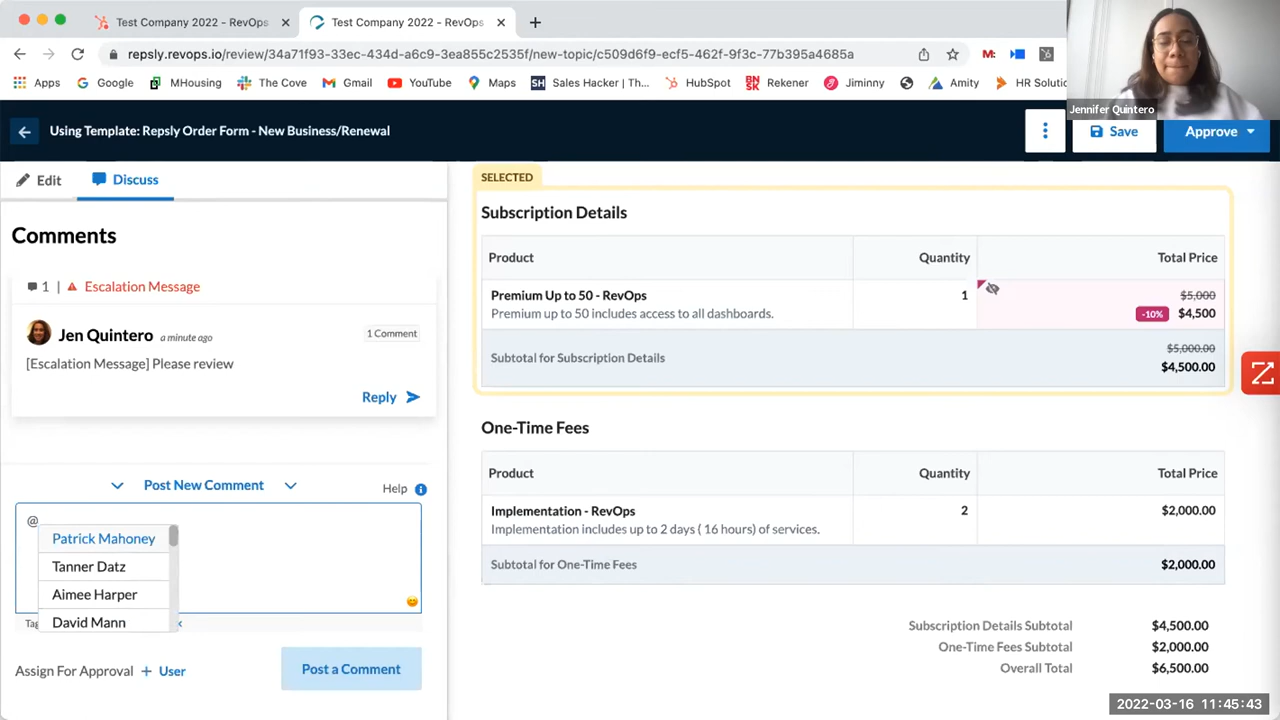 Test Company 2022 - RevOps
Test Company 2022 - RevOps
repsly.revops.io/review/34a71f93-33ec-434d-a6c9-3ea855c2535f/new-topic/c509d6f9-ecf5-462f-9f3c-77b395a4685a
Apps Google MHousing The Cove Gmail YouTube Maps SH Sales Hacker | Th... HubSpot BNSK Rekener Jiminny Amity HR Soluti
Jennifer Quintero
Using Template: Repsly Order Form - New Business/Renewal
Save
Approve
Edit
Discuss
Comments
1 | Escalation Message
Jen Quintero a minute ago
1 Comment
[Escalation Message] Please review
Reply
Post New Comment
Help
@
Patrick Mahoney
Tanner Datz
Aimee Harper
David Mann
Tag
Assign For Approval + User
Post a Comment
SELECTED
Subscription Details
Product Quantity Total Price
Premium Up to 50 - RevOps 1 $5,000
Premium up to 50 includes access to all dashboards. -10% $4,500
Subtotal for Subscription Details $5,000.00
$4,500.00
One-Time Fees
Product Quantity Total Price
Implementation - RevOps 2 $2,000.00
Implementation includes up to 2 days ( 16 hours) of services.
Subtotal for One-Time Fees $2,000.00
Subscription Details Subtotal $4,500.00
One-Time Fees Subtotal $2,000.00
Overall Total $6,500.00
2022-03-16 11:45:43